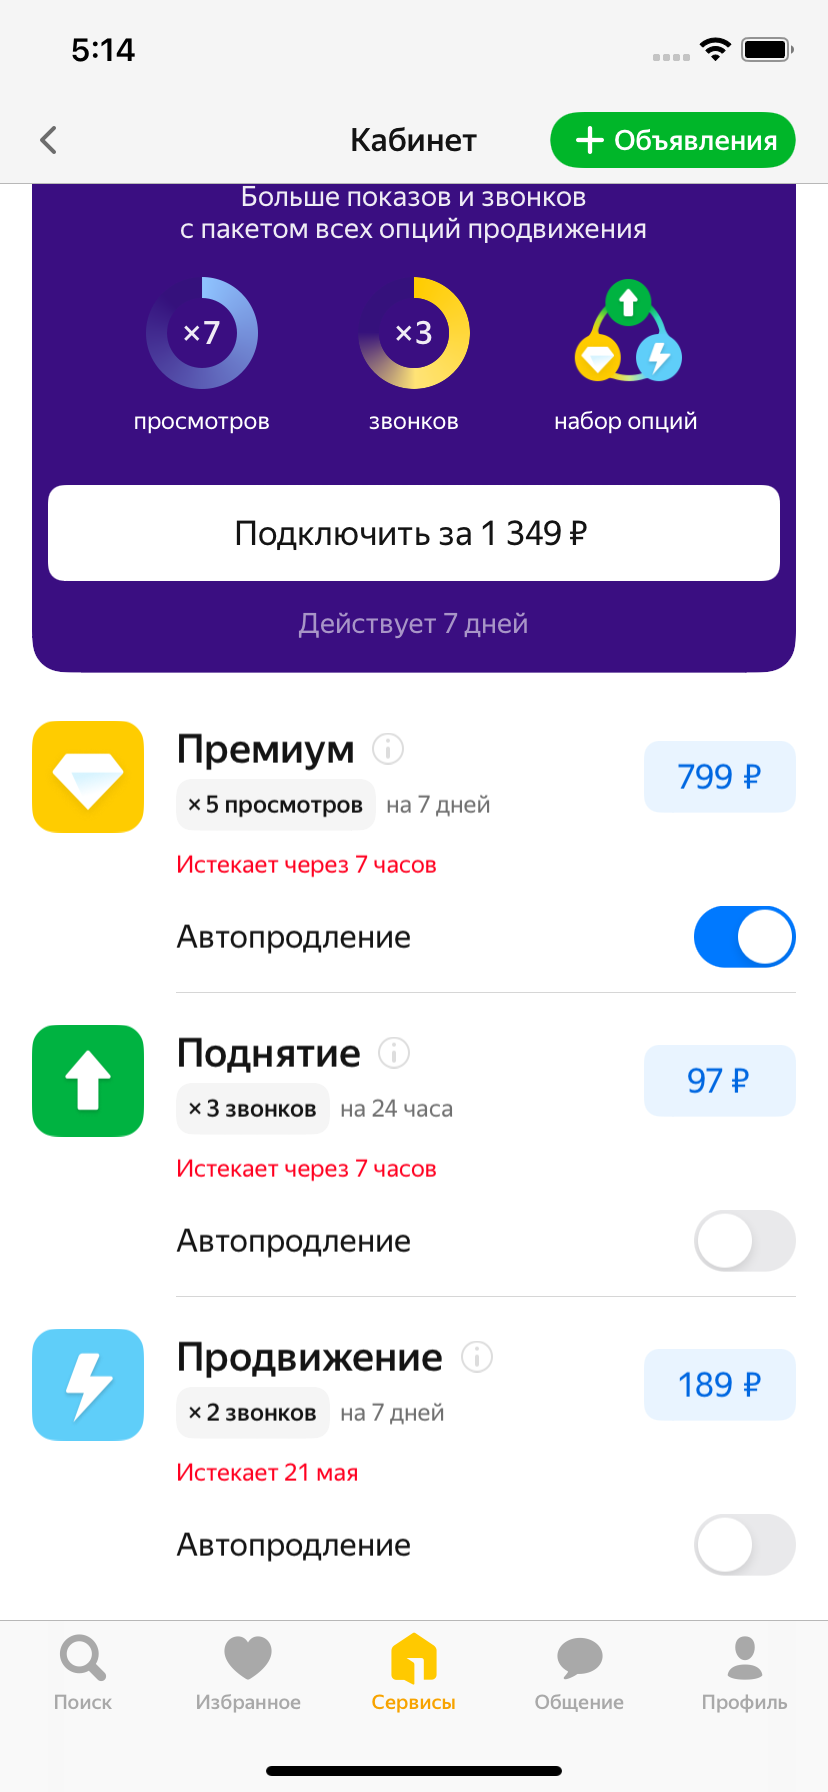 5:14
Кабинет
+ Объявления
Больше показов и звонков
с пакетом всех опций продвижения
×7
×3
просмотров
звонков
набор опций
Подключить за 1 349 ₽
Действует 7 дней
Премиум
799 ₽
× 5 просмотров на 7 дней
Истекает через 7 часов
Автопродление
Поднятие
97 ₽
× 3 звонков на 24 часа
Истекает через 7 часов
Автопродление
Продвижение
189 ₽
× 2 звонков на 7 дней
Истекает 21 мая
Автопродление
Поиск
Избранное
Сервисы
Общение
Профиль